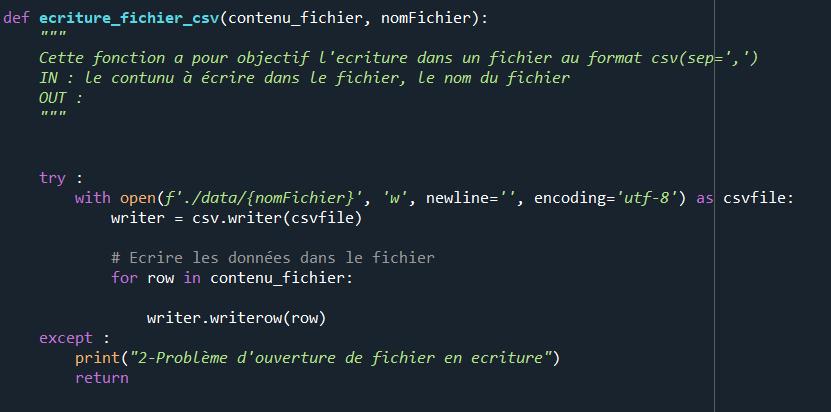 def ecriture_fichier_csv(contenu_fichier, nomFichier):
    """
    Cette fonction a pour objectif l'ecriture dans un fichier au format csv(sep=',')
    IN : le contunu à écrire dans le fichier, le nom du fichier
    OUT :
    """
    try :
        with open(f'./data/{nomFichier}', 'w', newline='', encoding='utf-8') as csvfile:
            writer = csv.writer(csvfile)
            # Ecrire les données dans le fichier
            for row in contenu_fichier:
                writer.writerow(row)
    except :
        print("2-Problème d'ouverture de fichier en ecriture")
        return